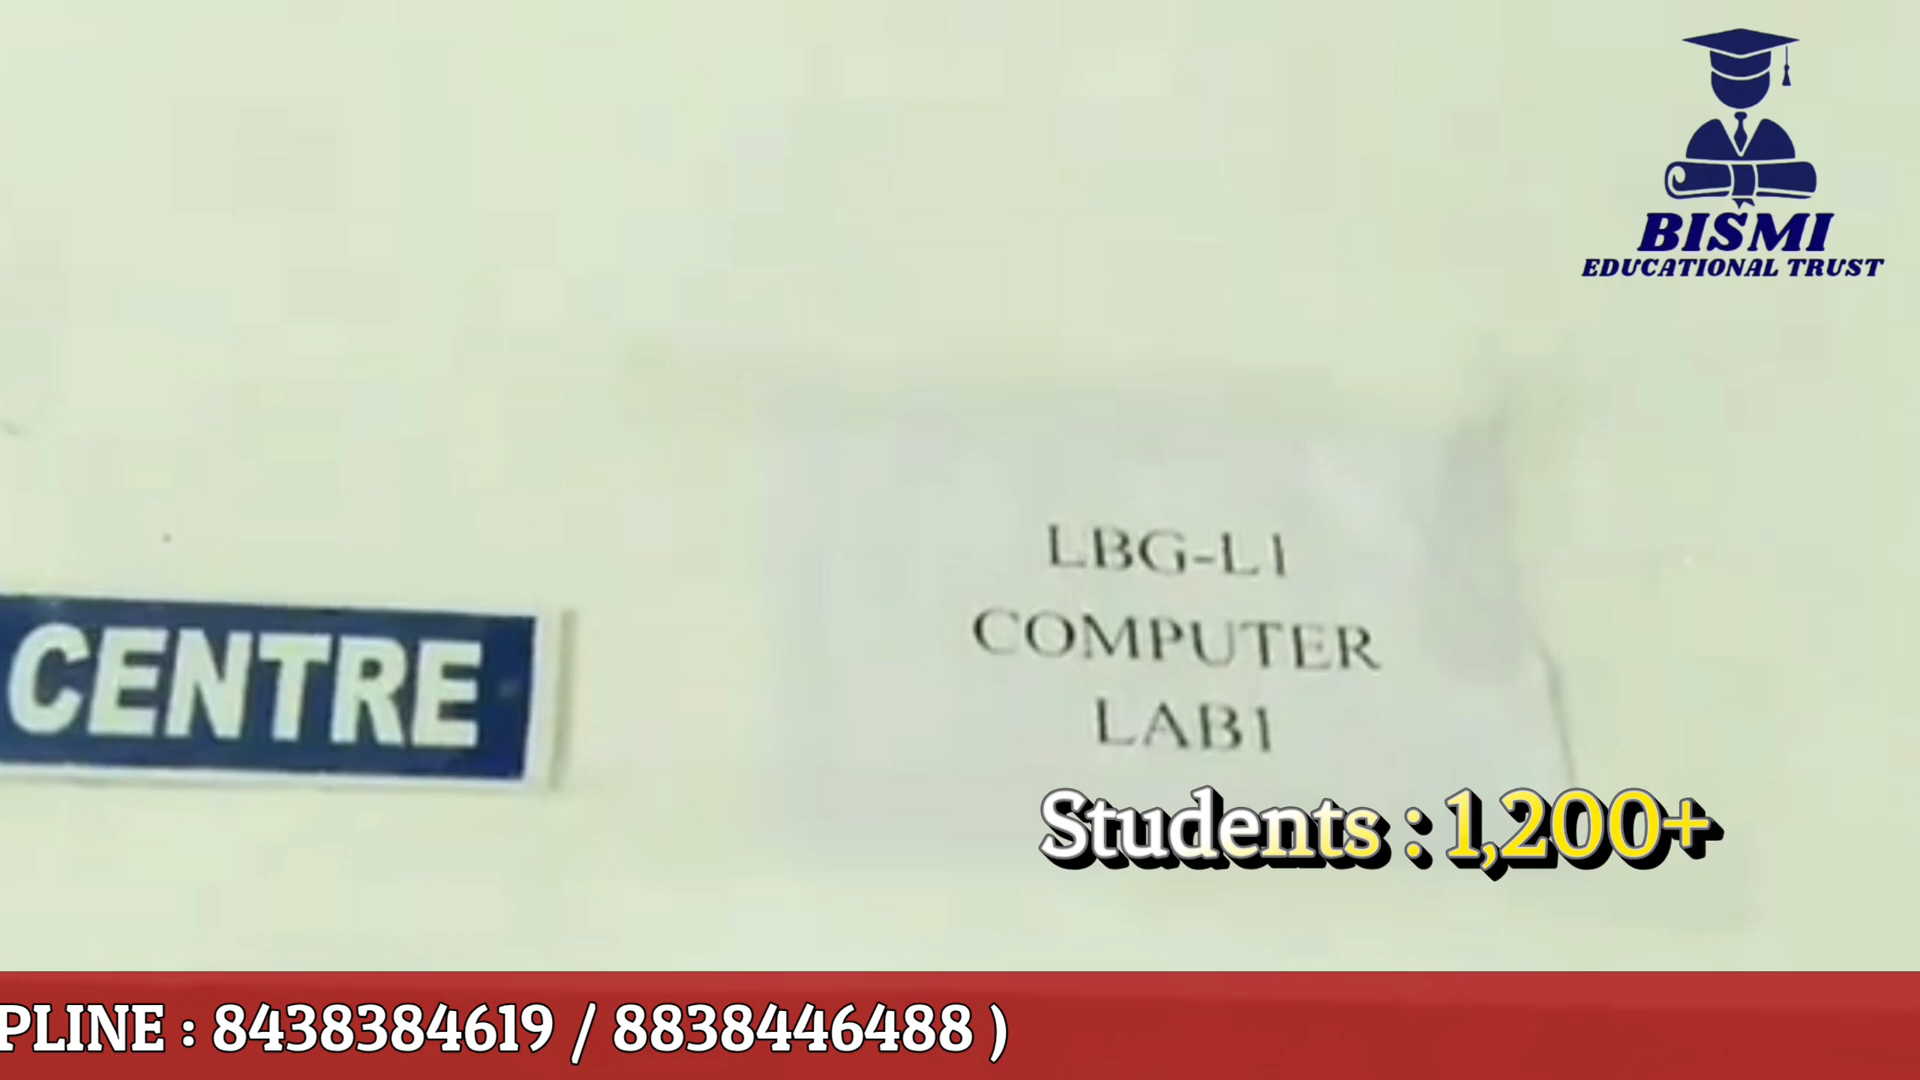 BISMI
EDUCATIONAL TRUST
LBG-L1
COMPUTER
LAB1
CENTRE
Students : 1,200+
PLINE : 8438384619 / 8838446488 )